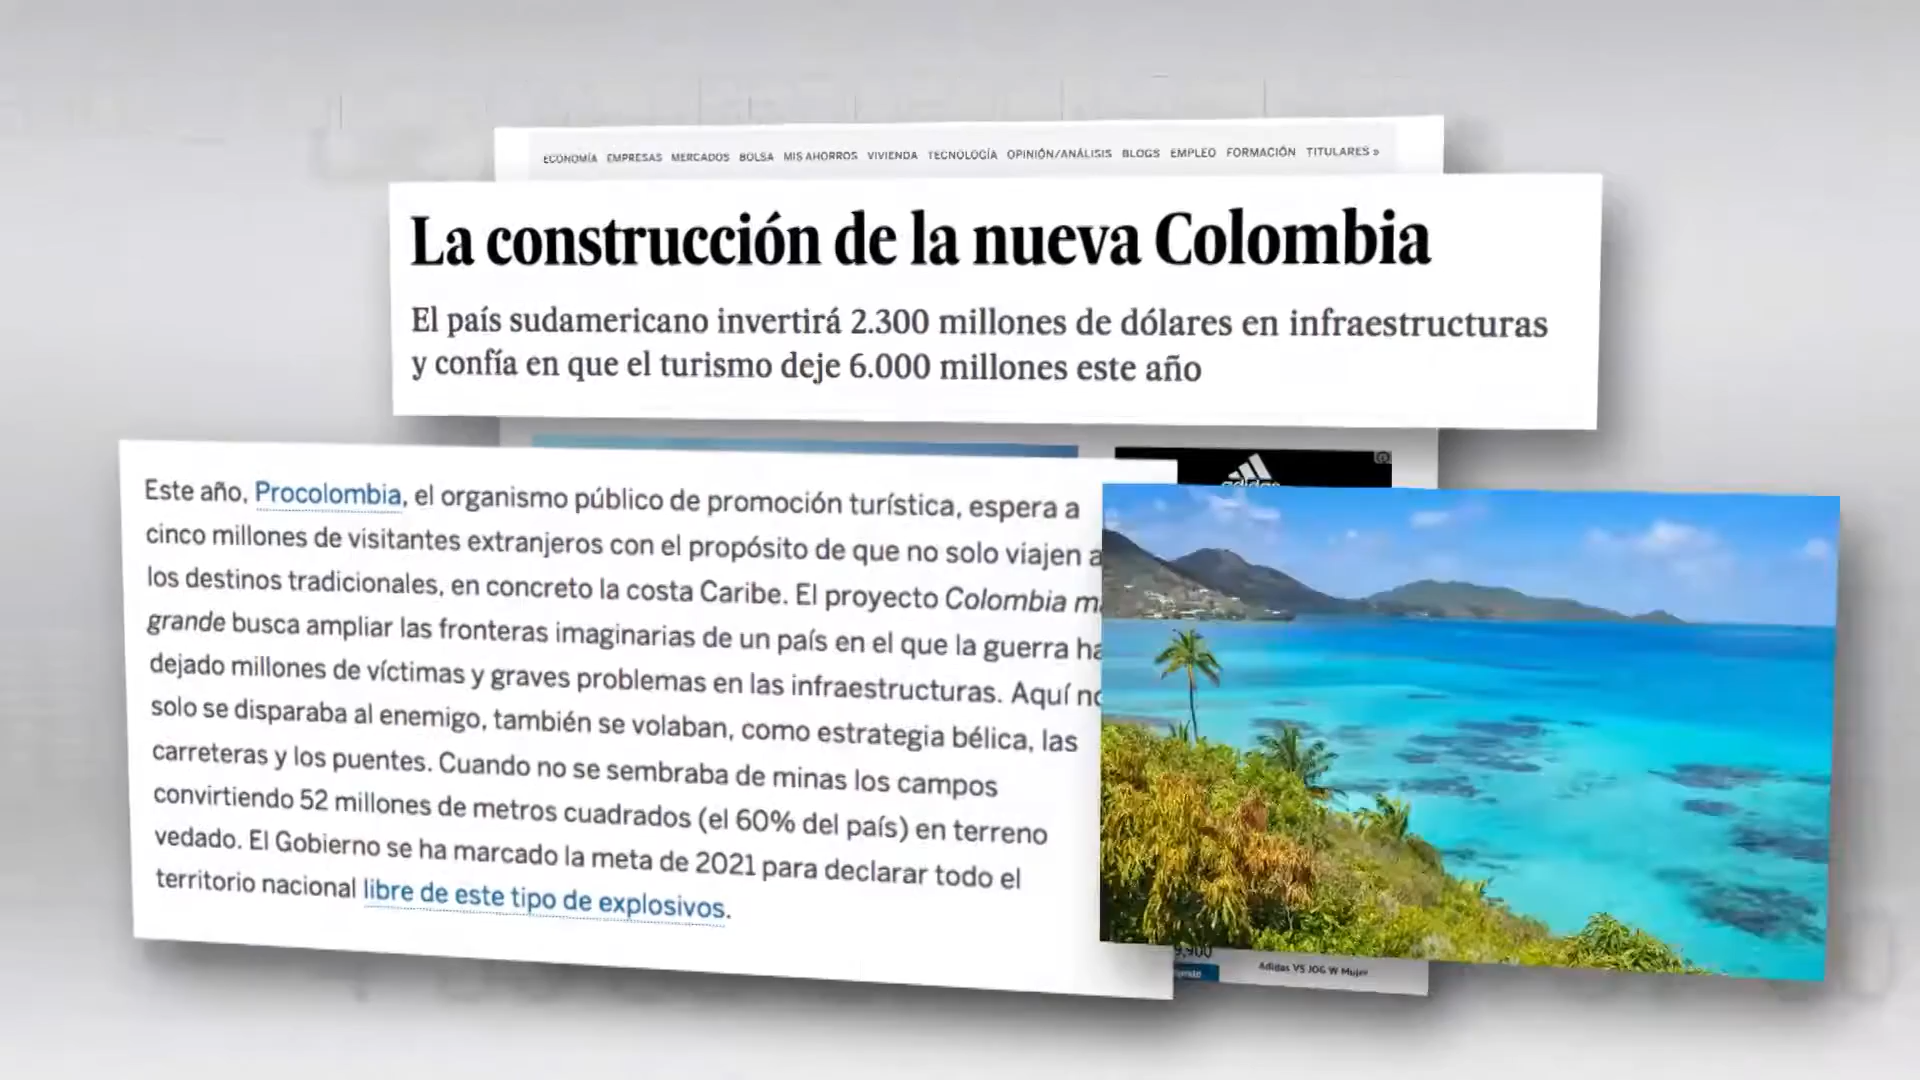 ECONOMÍA EMPRESAS MERCADOS BOLSA MIS AHORROS VIVIENDA TECNOLOGÍA OPINIÓN/ANÁLISIS BLOGS EMPLEO FORMACIÓN TITULARES »
La construcción de la nueva Colombia
El país sudamericano invertirá 2.300 millones de dólares en infraestructuras
y confía en que el turismo deje 6.000 millones este año
adidas
Este año, Procolombia, el organismo público de promoción turística, espera a
cinco millones de visitantes extranjeros con el propósito de que no solo viajen a
los destinos tradicionales, en concreto la costa Caribe. El proyecto Colombia
grande busca ampliar las fronteras imaginarias de un país en el que la guerra ha
dejado millones de víctimas y graves problemas en las infraestructuras. Aquí
solo se disparaba al enemigo, también se volaban, como estrategia bélica, las
carreteras y los puentes. Cuando no se sembraba de minas los campos
convirtiendo 52 millones de metros cuadrados (el 60% del país) en terreno
vedado. El Gobierno se ha marcado la meta de 2021 para declarar todo el
territorio nacional libre de este tipo de explosivos.
Adidas VS JOG W Mujer